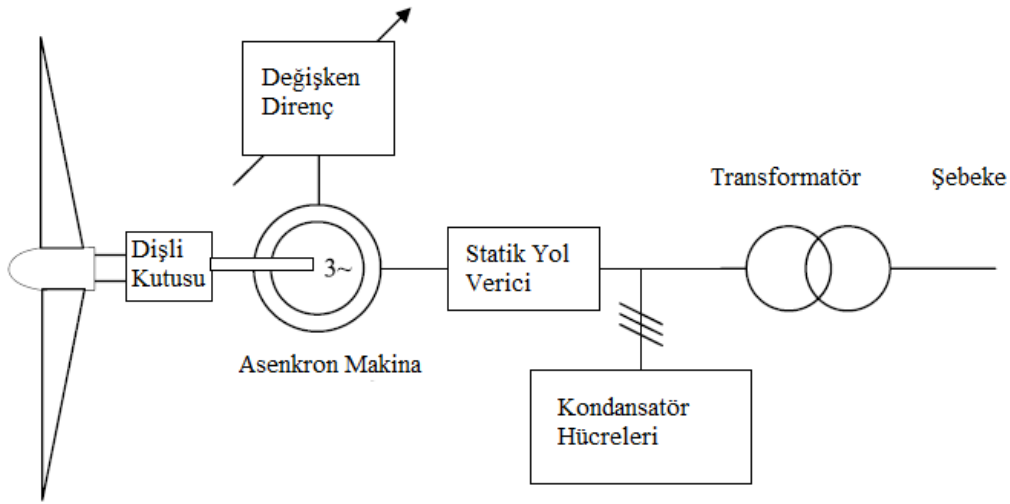 Değişken
Direnç
Transformatör
Şebeke
Dişli
Kutusu
3~
Statik Yol
Verici
Asenkron Makina
Kondansatör
Hücreleri